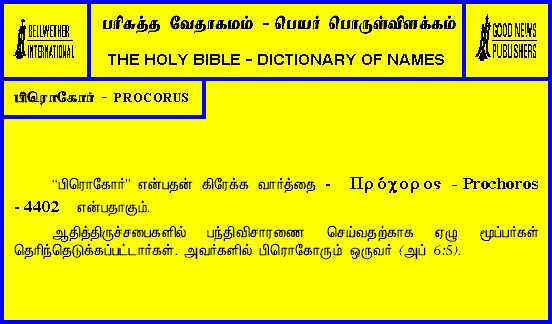 BELLWETHER
INTERNATIONAL
பரிசுத்த வேதாகமம் - பெயர் பொருள்விளக்கம்
THE HOLY BIBLE - DICTIONARY OF NAMES
GOOD NEWS
PUBLISHERS
பிரொகோர் - PROCORUS
“பிரொகோர்” என்பதன் கிரேக்க வார்த்தை - Πρόχορος - Prochoros
- 4402 என்பதாகும்.
ஆதித்திருச்சபைகளில் பந்திவிசாரணை செய்வதற்காக ஏழு மூப்பர்கள்
தெரிந்தெடுக்கப்பட்டார்கள். அவர்களில் பிரொகோரும் ஒருவர் (அப் 6:5).